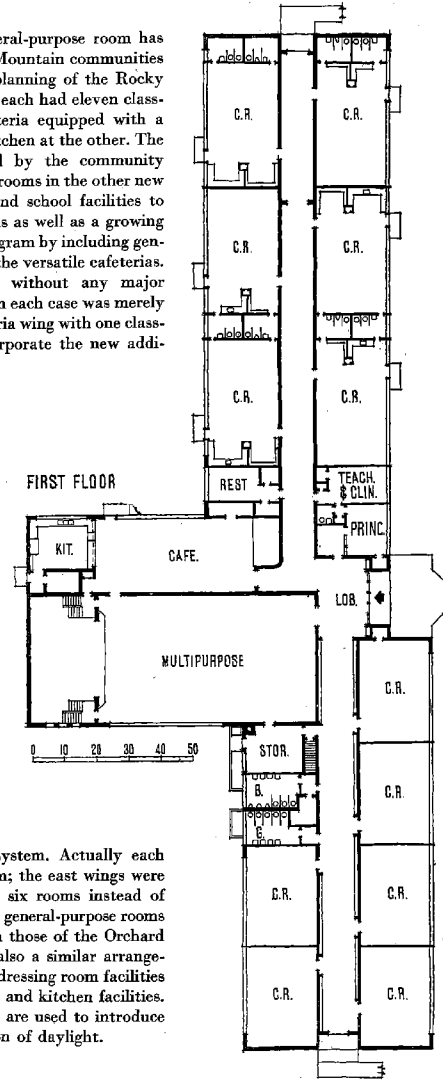 eral-purpose room has
Mountain communities
planning of the Rocky
each had eleven class-
teria equipped with a
tchen at the other. The
l by the community
rooms in the other new
nd school facilities to
s as well as a growing
gram by including gen-
the versatile cafeterias.
without any major
n each case was merely
ria wing with one class-
rporate the new addi-
C.R.
C.R.
C.R.
C.R.
C.R.
C.R.
REST
TEACH.
& CLIN.
FIRST FLOOR
PRINC.
KIT.
CAFE.
LOB.
MULTIPURPOSE
C.R.
STOR.
0 10 20 30 40 50
B.
C.R.
G.
ystem. Actually each
n; the east wings were
six rooms instead of
general-purpose rooms
n those of the Orchard
also a similar arrange-
dressing room facilities
and kitchen facilities.
are used to introduce
on of daylight.
C.R.
C.R.
C.R.
C.R.